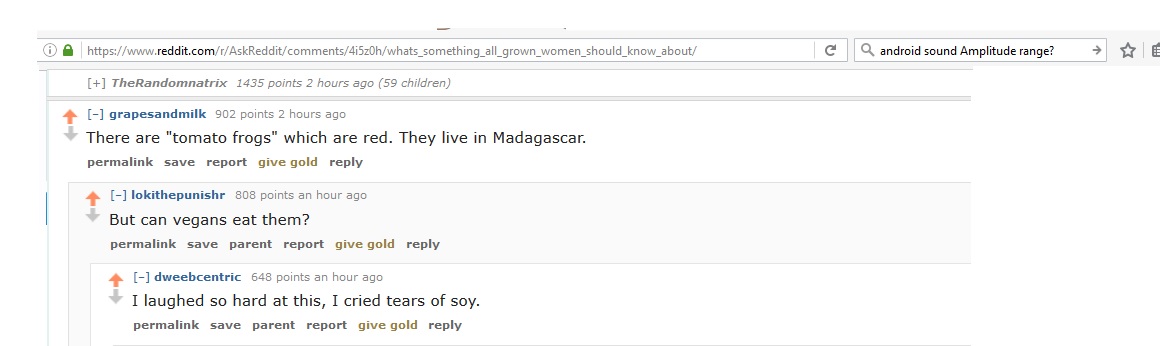 https://www.reddit.com/r/AskReddit/comments/4i5z0h/whats_something_all_grown_women_should_know_about/ android sound Amplitude range?
[+] TheRandomnatrix 1435 points 2 hours ago (59 children)
[–] grapesandmilk 902 points 2 hours ago
There are "tomato frogs" which are red. They live in Madagascar.
permalink save report give gold reply
[–] lokithepunishr 808 points an hour ago
But can vegans eat them?
permalink save parent report give gold reply
[–] dweebcentric 648 points an hour ago
I laughed so hard at this, I cried tears of soy.
permalink save parent report give gold reply